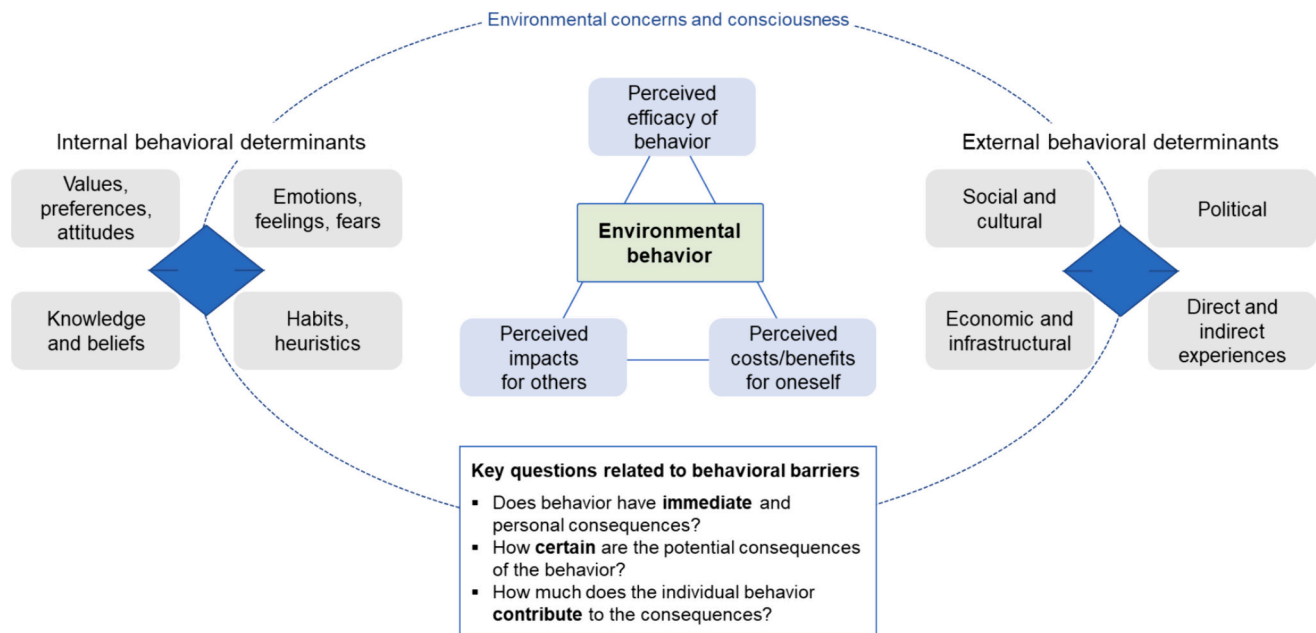 Environmental concerns and consciousness
Internal behavioral determinants
Values,
preferences,
attitudes
Emotions,
feelings, fears
Knowledge
and beliefs
Habits,
heuristics
Perceived
efficacy of
behavior
Environmental
behavior
Perceived
impacts
for others
Perceived
costs/benefits
for oneself
External behavioral determinants
Social and
cultural
Political
Economic and
infrastructural
Direct and
indirect
experiences
Key questions related to behavioral barriers
▪ Does behavior have immediate and
personal consequences?
▪ How certain are the potential consequences
of the behavior?
▪ How much does the individual behavior
contribute to the consequences?